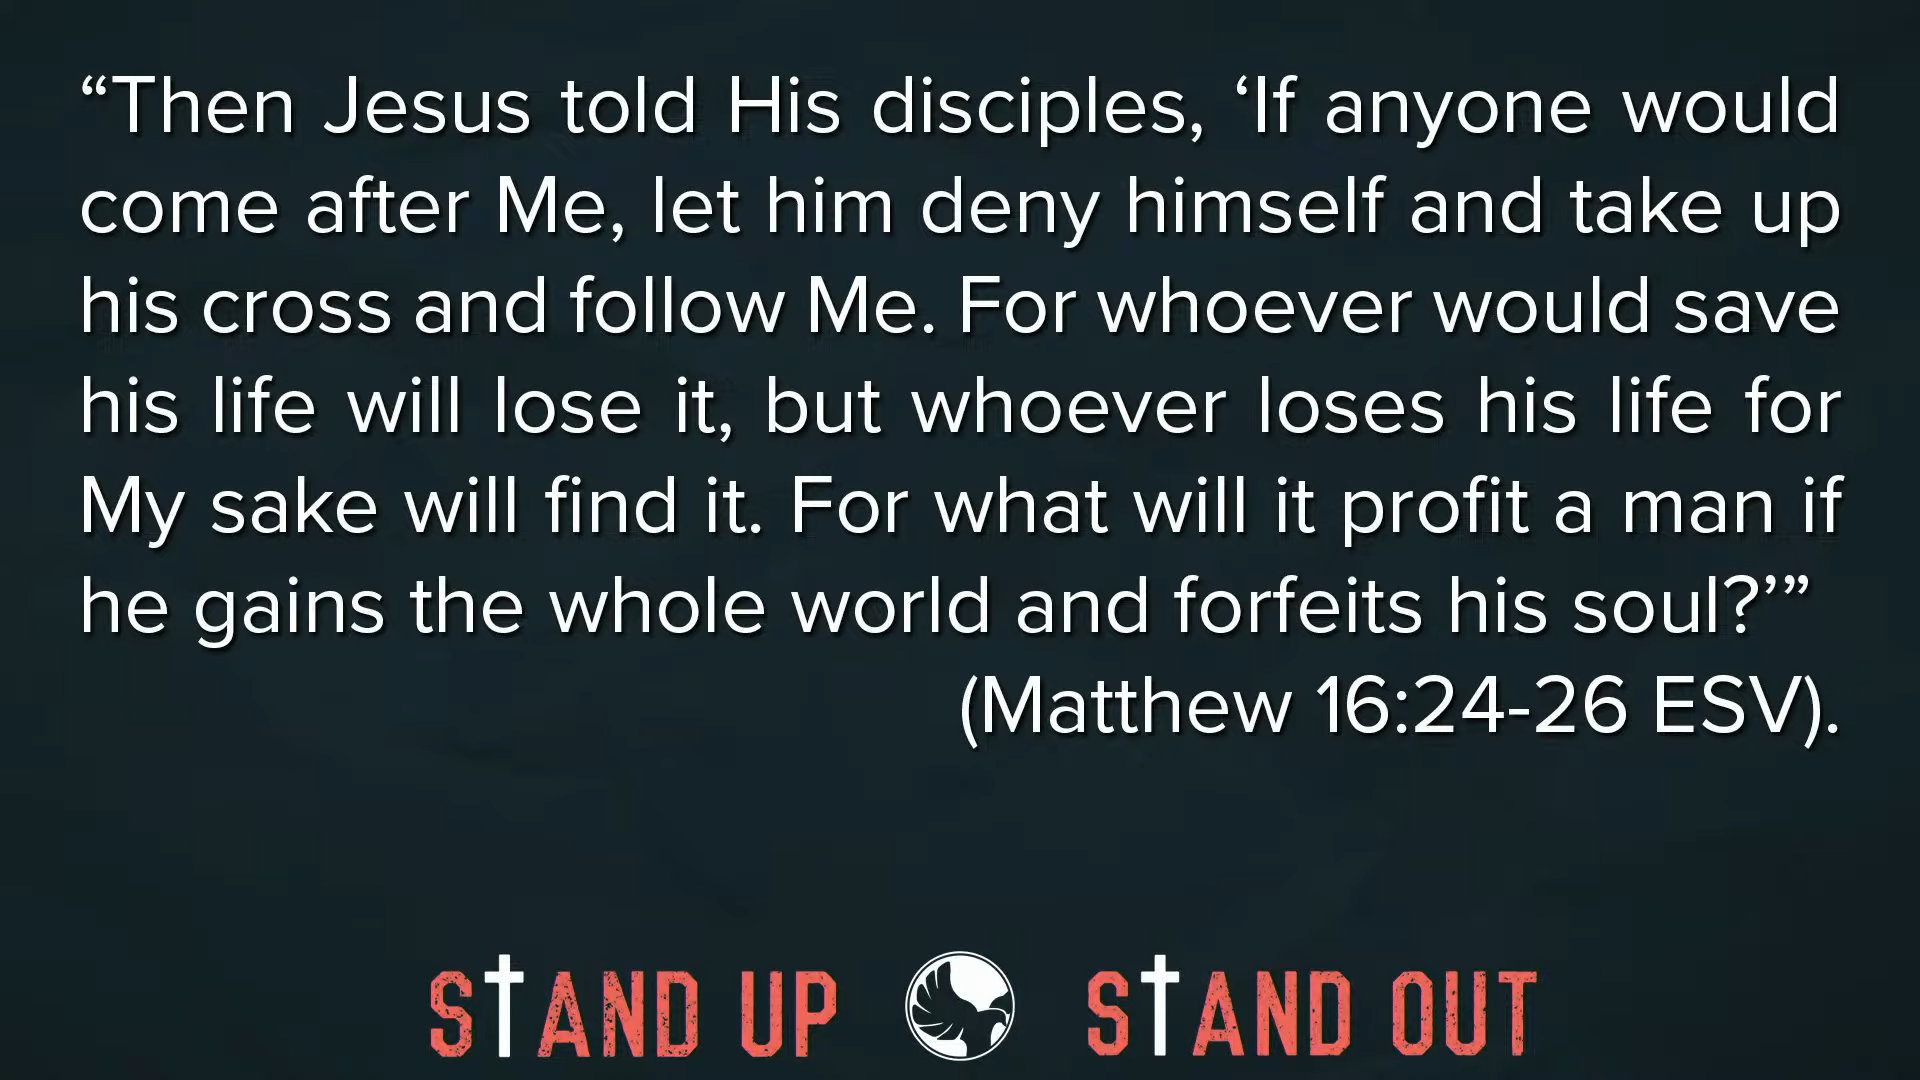 “Then Jesus told His disciples, ‘If anyone would
come after Me, let him deny himself and take up
his cross and follow Me. For whoever would save
his life will lose it, but whoever loses his life for
My sake will find it. For what will it profit a man if
he gains the whole world and forfeits his soul?’”
(Matthew 16:24-26 ESV).
STAND UP STAND OUT